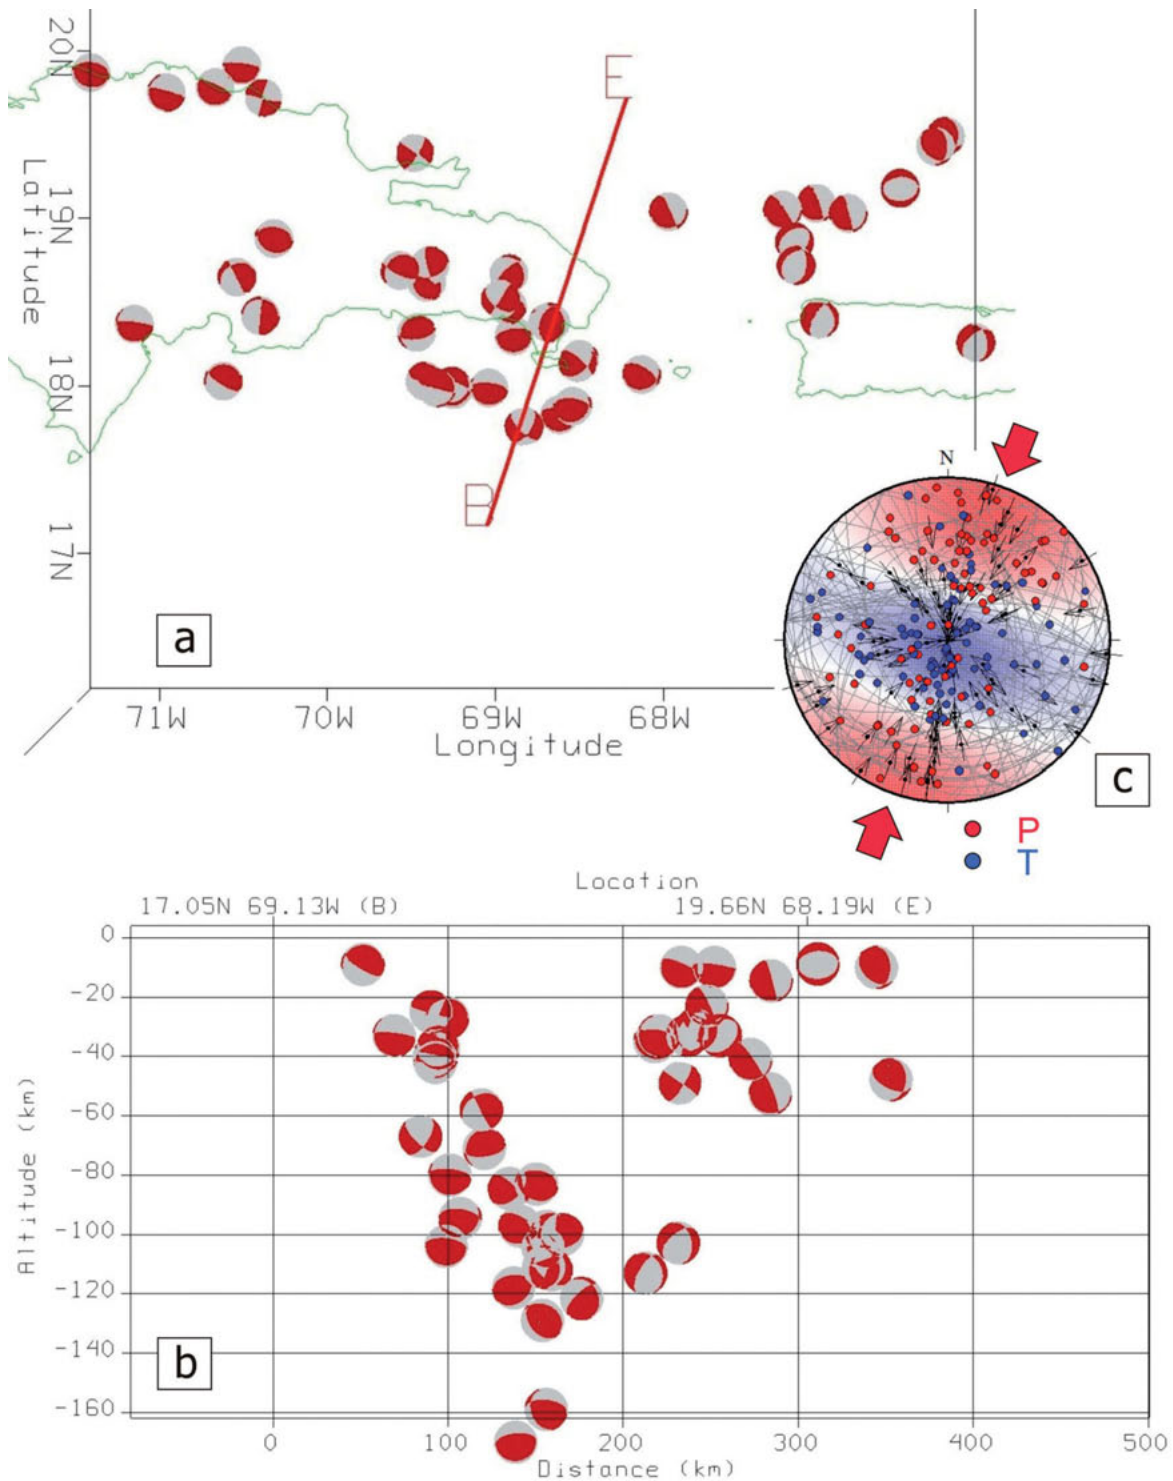 20N
19N
18N
17N
Latitude
E
B
N
a
71W 70W 69W 68W
Longitude
c
P
T
Location
17.05N 69.13W (B) 19.66N 68.19W (E)
0
-20
-40
-60
-80
-100
-120
-140
-160
Altitude (km)
b
0 100 200 300 400 500
Distance (km)